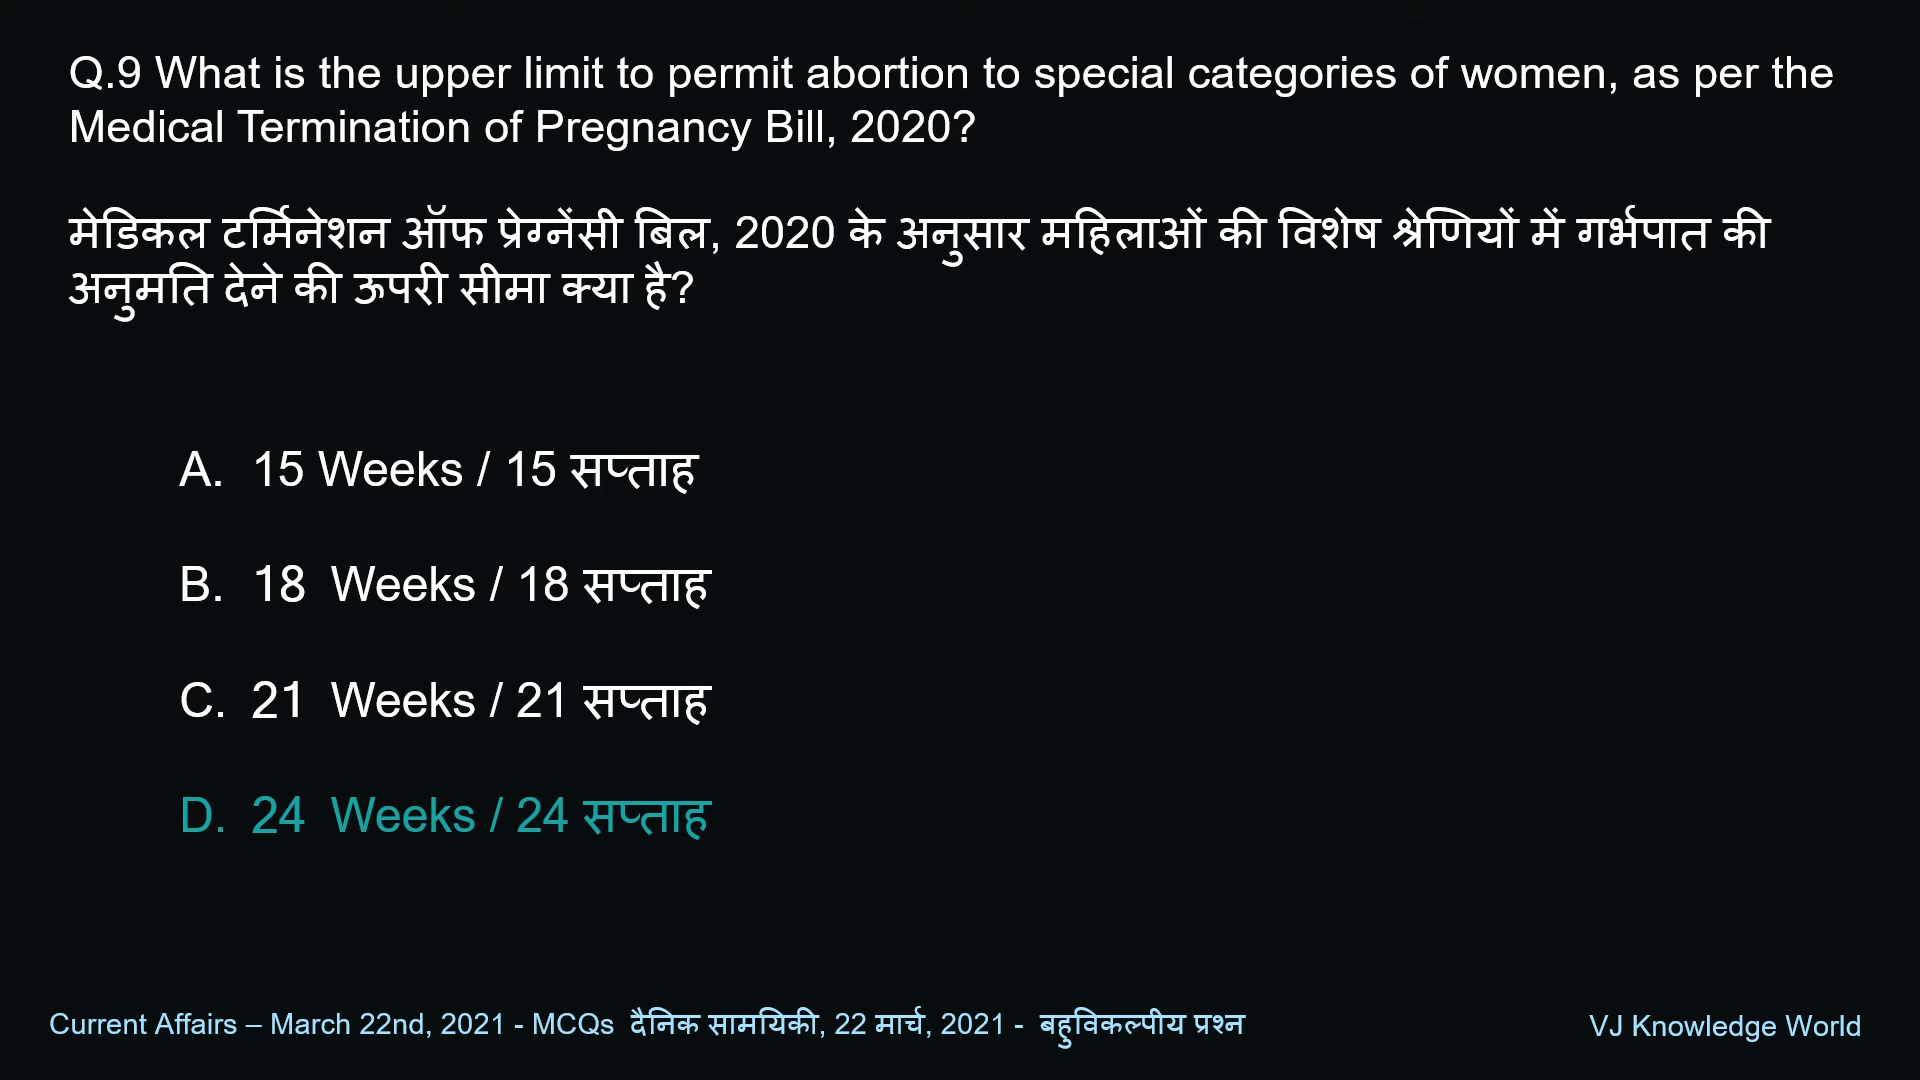 Q.9 What is the upper limit to permit abortion to special categories of women, as per the
Medical Termination of Pregnancy Bill, 2020?
मेडिकल टर्मिनेशन ऑफ प्रेग्नेंसी बिल, 2020 के अनुसार महिलाओं की विशेष श्रेणियों में गर्भपात की
अनुमति देने की ऊपरी सीमा क्या है?
A. 15 Weeks / 15 सप्ताह
B. 18 Weeks / 18 सप्ताह
C. 21 Weeks / 21 सप्ताह
D. 24 Weeks / 24 सप्ताह
Current Affairs – March 22nd, 2021 - MCQs दैनिक सामयिकी, 22 मार्च, 2021 - बहुविकल्पीय प्रश्न
VJ Knowledge World